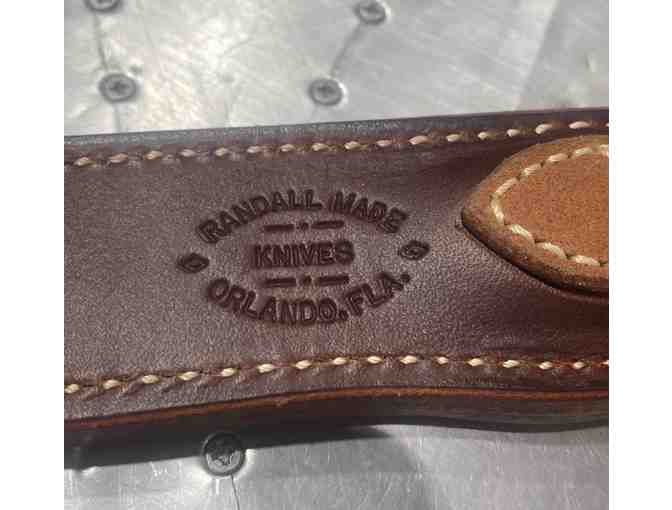 RANDALL MADE
KNIVES
ORLANDO, FLA.